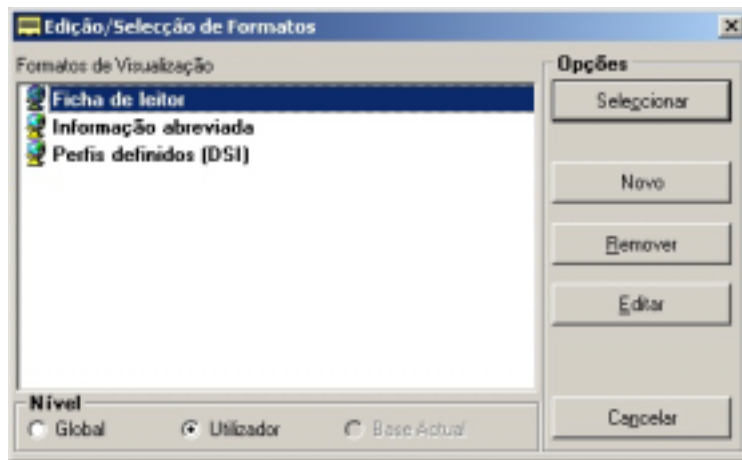 Edição/Selecção de Formatos
Formatos de Visualização
Ficha de leitor
Informação abreviada
Perfis definidos (DSI)
Opções
Seleccionar
Novo
Remover
Editar
Cancelar
Nível
Global
Utilizador
Base Actual